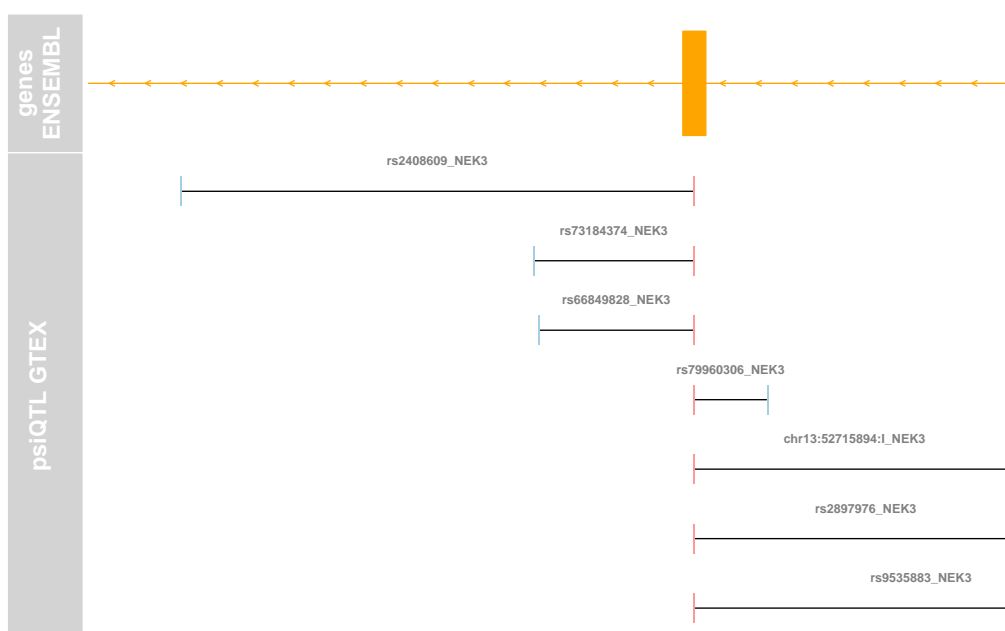 genes
ENSEMBL
psiQTL GTEX
rs2408609_NEK3
rs73184374_NEK3
rs66849828_NEK3
rs79960306_NEK3
chr13:52715894:I_NEK3
rs2897976_NEK3
rs9535883_NEK3